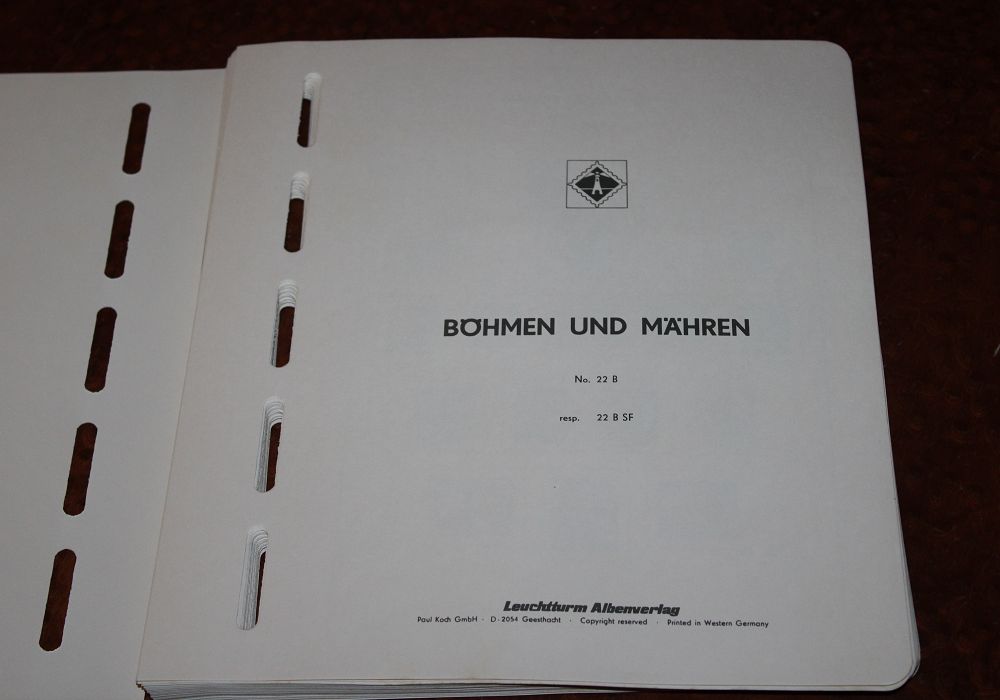 BÖHMEN UND MÄHREN
No. 22 B
resp. 22 B SF
Leuchtturm Albenverlag
Paul Koch GmbH · D-2054 Geesthacht · Copyright reserved · Printed in Western Germany